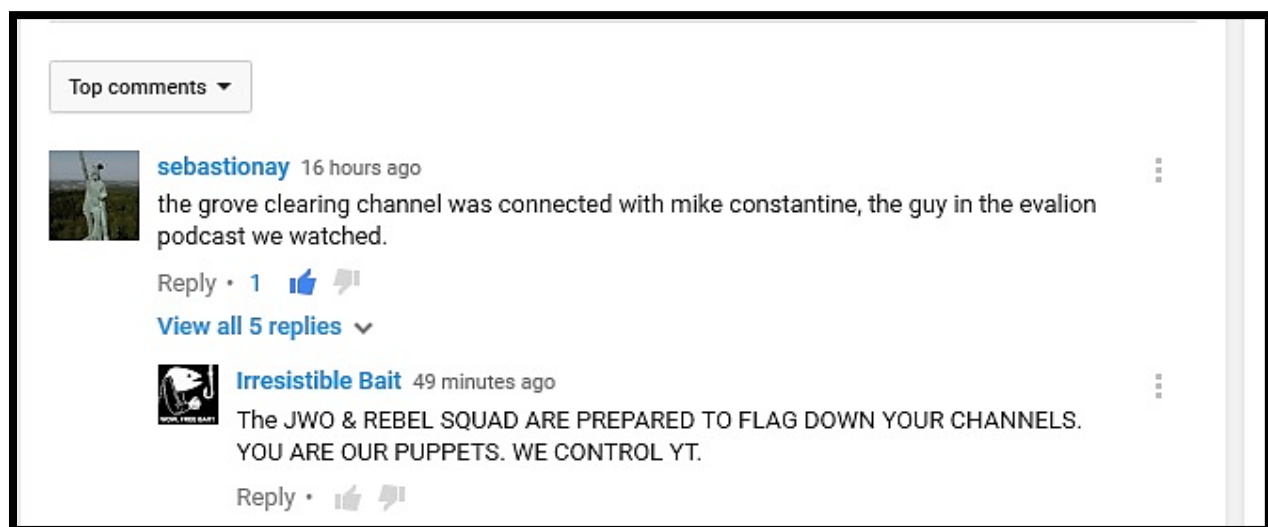 Top comments
sebastionay 16 hours ago
the grove clearing channel was connected with mike constantine, the guy in the evalion
podcast we watched.
Reply • 1
View all 5 replies
Irresistible Bait 49 minutes ago
The JWO & REBEL SQUAD ARE PREPARED TO FLAG DOWN YOUR CHANNELS.
YOU ARE OUR PUPPETS. WE CONTROL YT.
Reply •